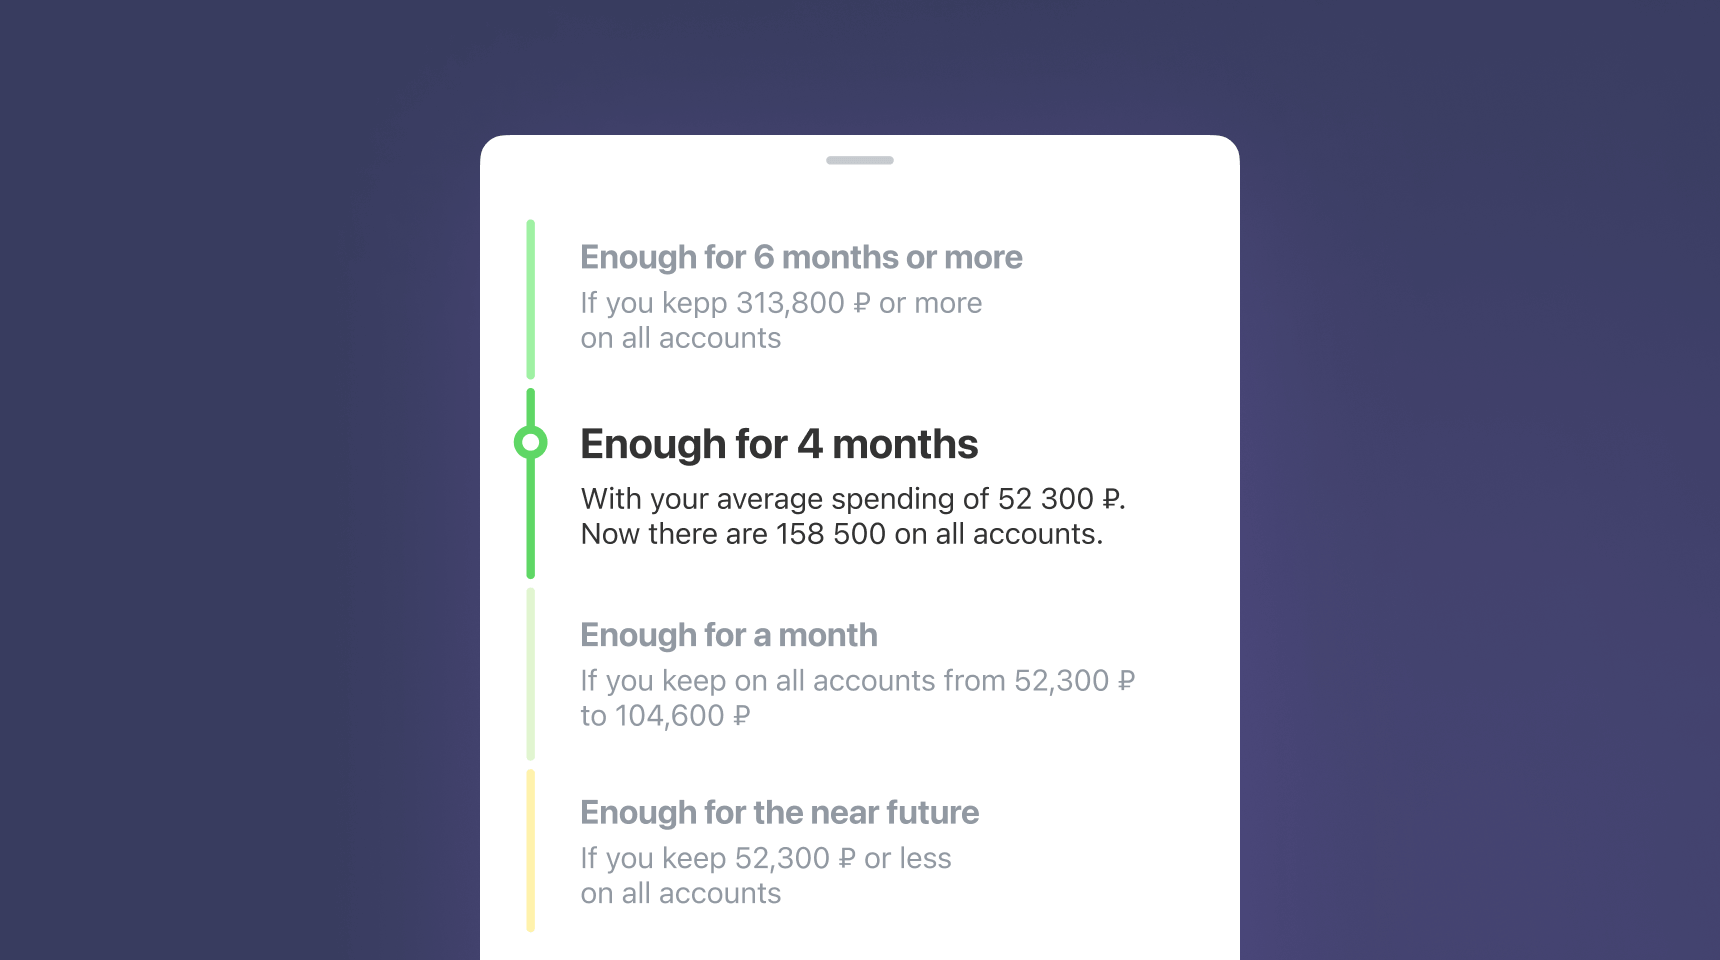 Enough for 6 months or more
If you kepp 313,800 ₽ or more
on all accounts
Enough for 4 months
With your average spending of 52 300 ₽.
Now there are 158 500 on all accounts.
Enough for a month
If you keep on all accounts from 52,300 ₽
to 104,600 ₽
Enough for the near future
If you keep 52,300 ₽ or less
on all accounts